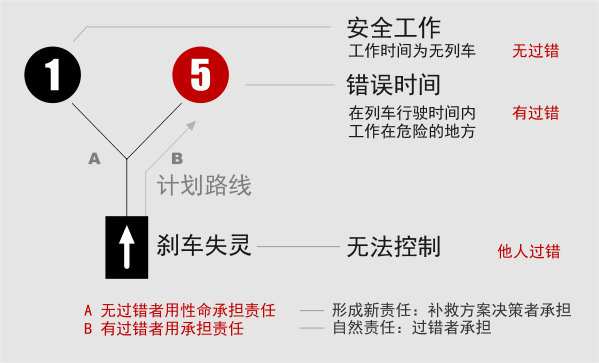 安全工作
工作时间为无列车 无过错
1 5
错误时间
在列车行驶时间内 有过错
工作在危险的地方
A B
计划路线
刹车失灵 无法控制 他人过错
A 无过错者用性命承担责任 形成新责任：补救方案决策者承担
B 有过错者用承担责任 自然责任：过错者承担